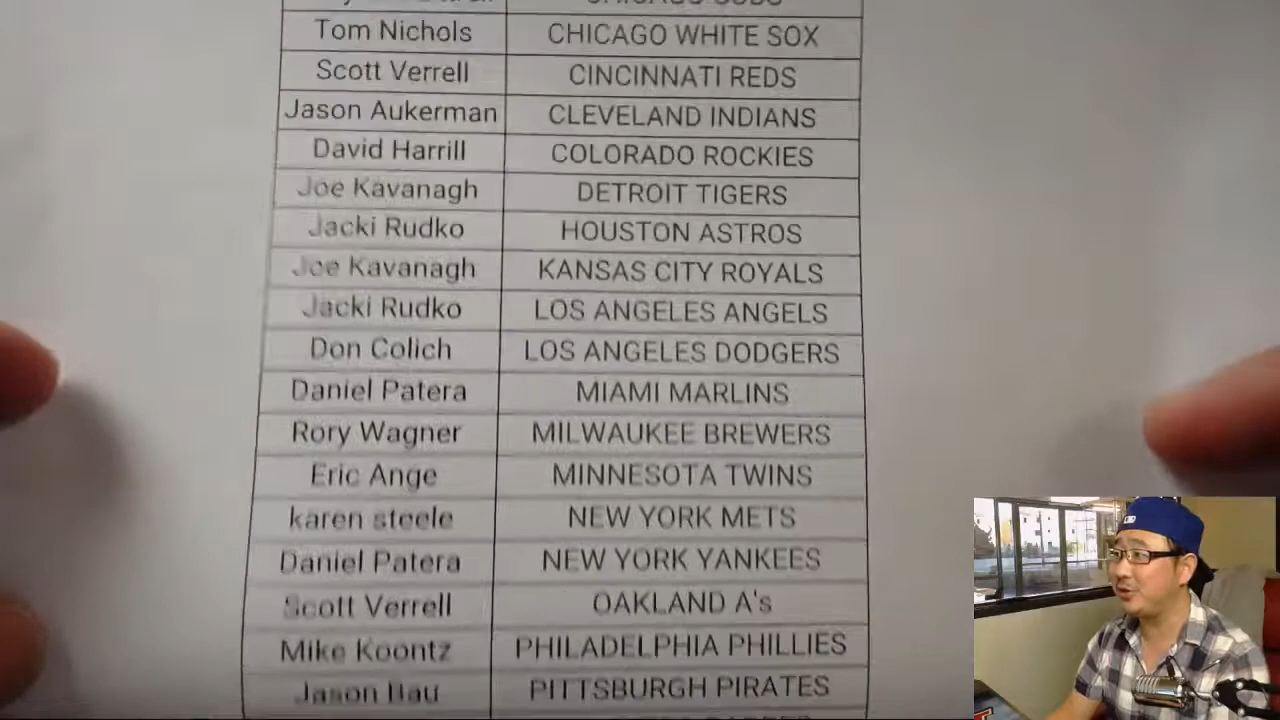 Tom Nichols CHICAGO WHITE SOX
Scott Verrell CINCINNATI REDS
Jason Aukerman CLEVELAND INDIANS
David Harrill COLORADO ROCKIES
Joe Kavanagh DETROIT TIGERS
Jacki Rudko HOUSTON ASTROS
Joe Kavanagh KANSAS CITY ROYALS
Jacki Rudko LOS ANGELES ANGELS
Don Colich LOS ANGELES DODGERS
Daniel Patera MIAMI MARLINS
Rory Wagner MILWAUKEE BREWERS
Eric Ange MINNESOTA TWINS
karen steele NEW YORK METS
Daniel Patera NEW YORK YANKEES
Scott Verrell OAKLAND A's
Mike Koontz PHILADELPHIA PHILLIES
Jason PITTSBURGH PIRATES